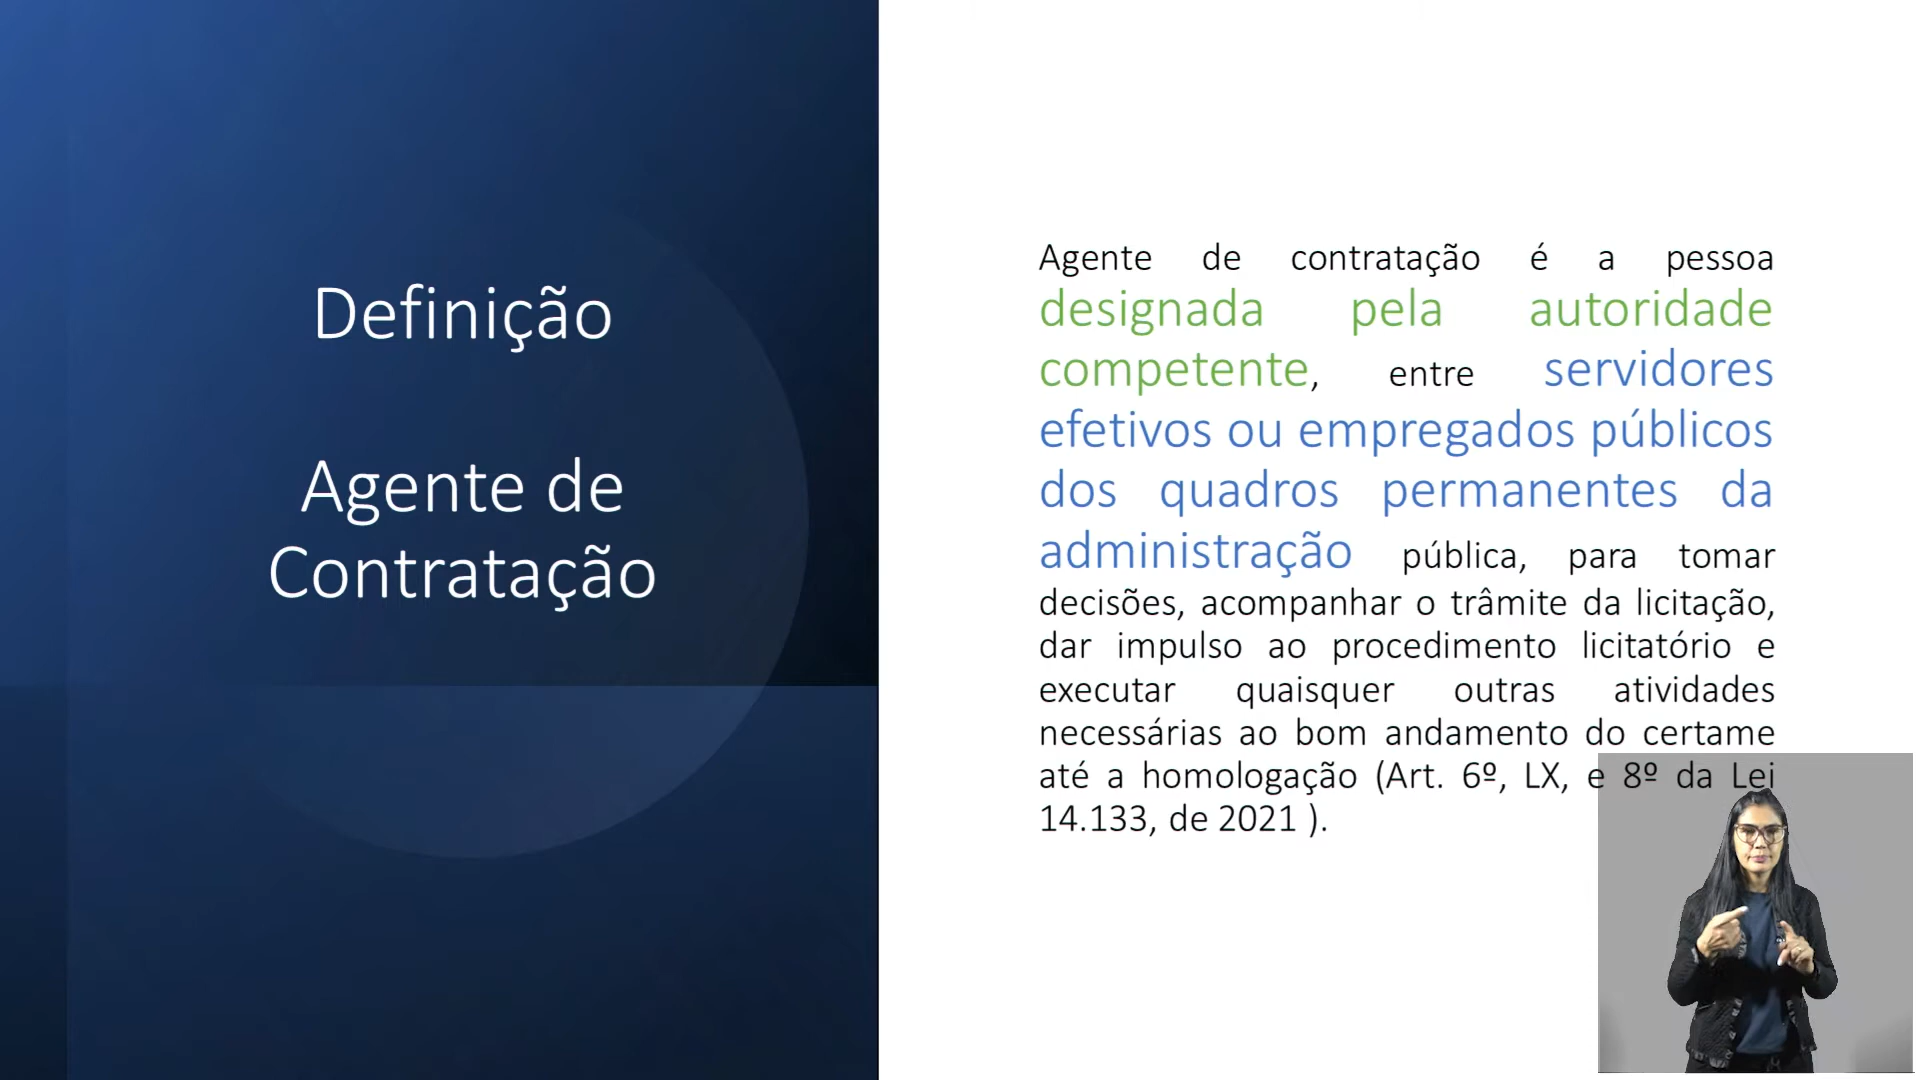 Definição
Agente de
Contratação
Agente de contratação é a pessoa
designada pela autoridade
competente, entre servidores
efetivos ou empregados públicos
dos quadros permanentes da
administração pública, para tomar
decisões, acompanhar o trâmite da licitação,
dar impulso ao procedimento licitatório e
executar quaisquer outras atividades
necessárias ao bom andamento do certame
até a homologação (Art. 6º, LX, e 8º da Lei
14.133, de 2021 ).